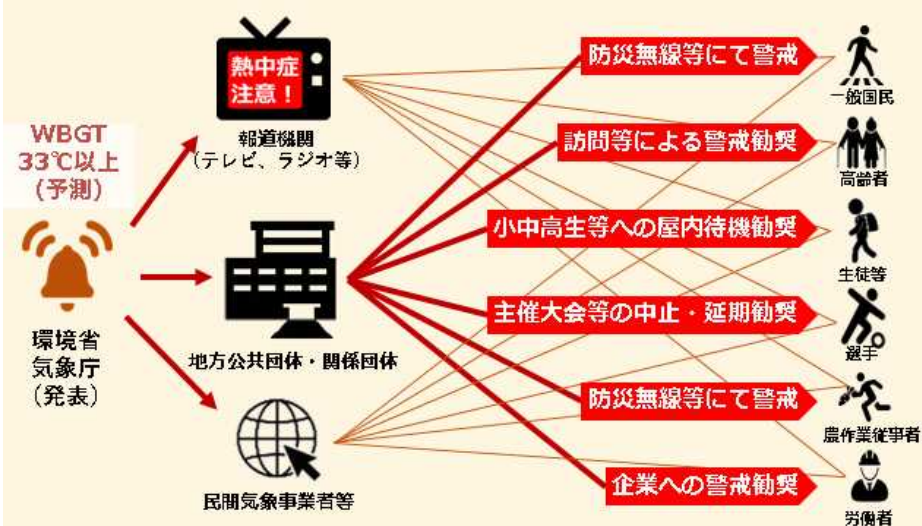 WBGT
33℃以上
(予測)
環境省
気象庁
(発表)
熱中症
注意！
報道機関
(テレビ、ラジオ等)
地方公共団体・関係団体
民間気象事業者等
防災無線等にて警戒
訪問等による警戒勧奨
小中高生等への屋内待機勧奨
主催大会等の中止・延期勧奨
防災無線等にて警戒
企業への警戒勧奨
一般国民
高齢者
生徒等
選手
農作業従事者
労働者